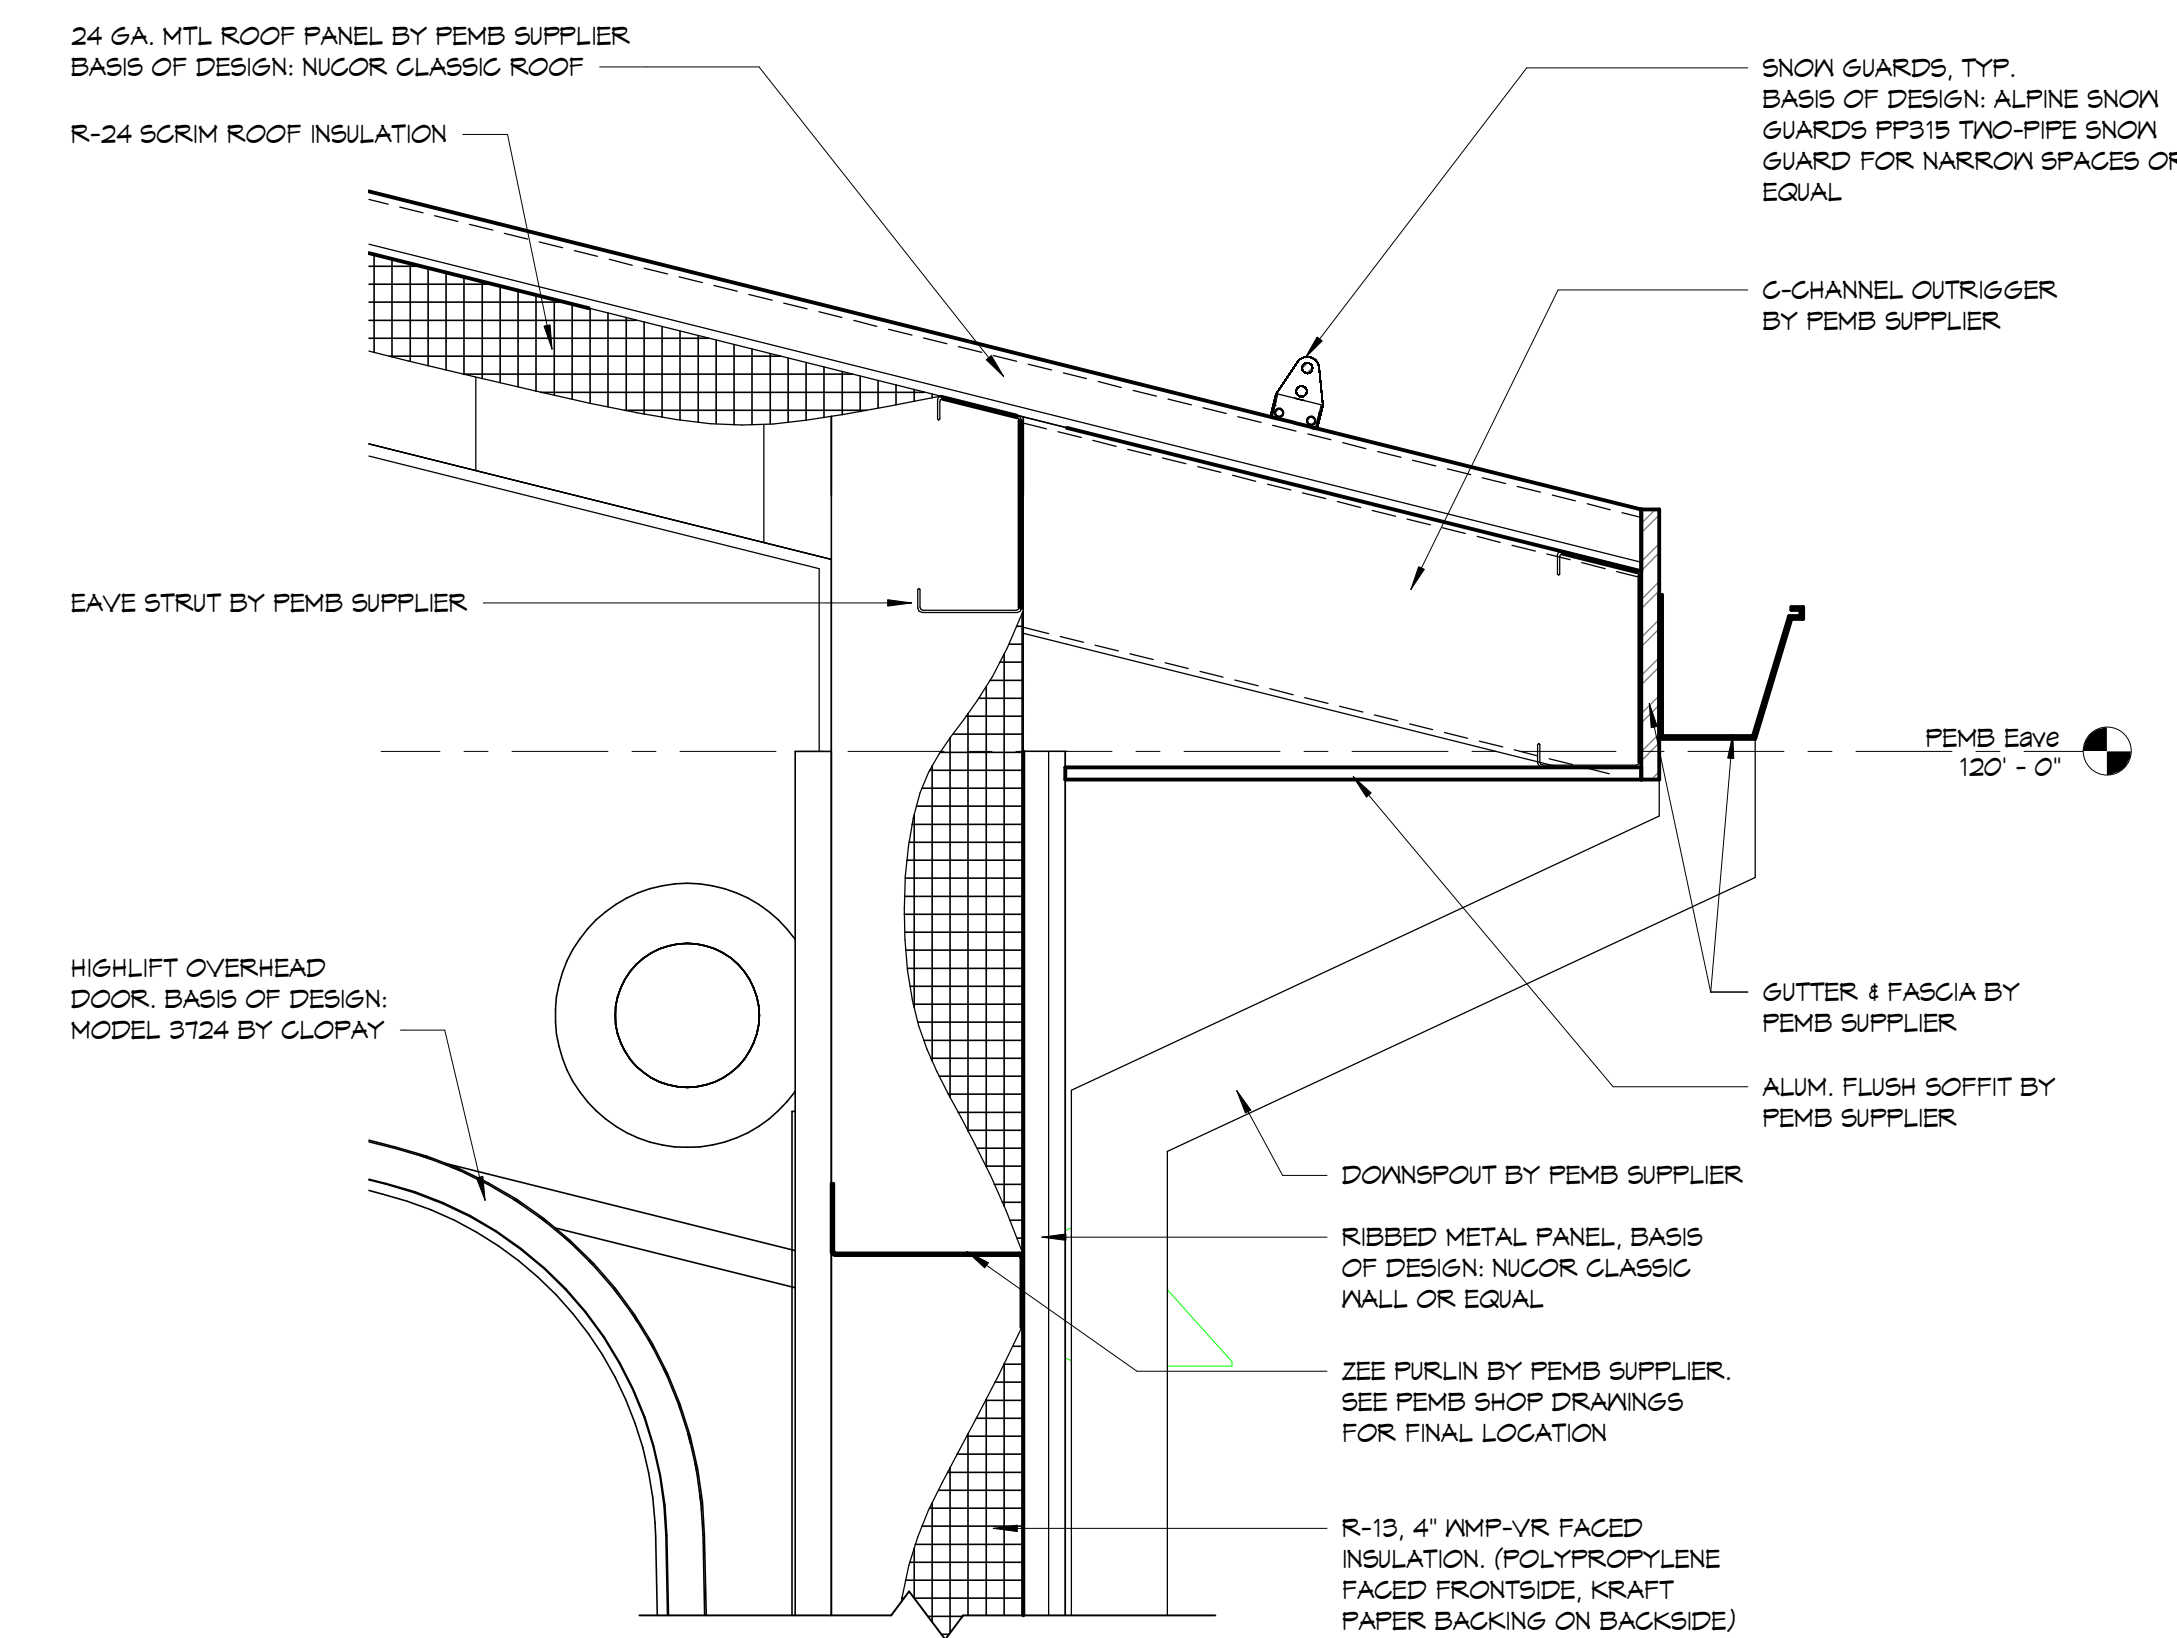 24 GA. MTL ROOF PANEL BY PEMB SUPPLIER
BASIS OF DESIGN: NUCOR CLASSIC ROOF
R-24 SCRIM ROOF INSULATION
EAVE STRUT BY PEMB SUPPLIER
HIGHLIFT OVERHEAD
DOOR. BASIS OF DESIGN:
MODEL 3724 BY CLOPAY
SNOW GUARDS, TYP.
BASIS OF DESIGN: ALPINE SNOW
GUARDS PP315 TWO-PIPE SNOW
GUARD FOR NARROW SPACES OR
EQUAL
C-CHANNEL OUTRIGGER
BY PEMB SUPPLIER
PEMB Eave
120' - 0"
GUTTER & FASCIA BY
PEMB SUPPLIER
ALUM. FLUSH SOFFIT BY
PEMB SUPPLIER
DOWNSPOUT BY PEMB SUPPLIER
RIBBED METAL PANEL, BASIS
OF DESIGN: NUCOR CLASSIC
WALL OR EQUAL
ZEE PURLIN BY PEMB SUPPLIER.
SEE PEMB SHOP DRAWINGS
FOR FINAL LOCATION
R-13, 4" WMP-VR FACED
INSULATION. (POLYPROPYLENE
FACED FRONTSIDE, KRAFT
PAPER BACKING ON BACKSIDE)